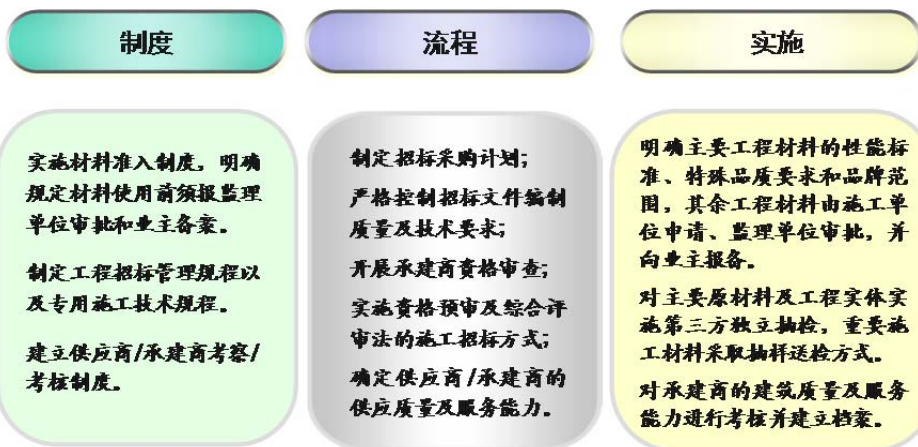 制度
实施材料准入制度，明确
规定材料使用前须报监理
单位审批和业主备案。
制定工程招标管理规程以
及专用施工技术规程。
建立供应商/承建商考察/
考核制度。
流程
制定招标采购计划；
严格控制招标文件编制
质量及技术要求；
开展承建商资格审查；
实施资格预审及综合评
审法的施工招标方式；
确定供应商/承建商的
供应质量及服务能力。
实施
明确主要工程材料的性能标
准、特殊品质要求和品牌范
围，其余工程材料由施工单
位申请、监理单位审批，并
向业主报备。
对主要原材料及工程实体实
施第三方独立抽检，重要施
工材料采取抽样送检方式。
对承建商的建筑质量及服务
能力进行考核并建立档案。